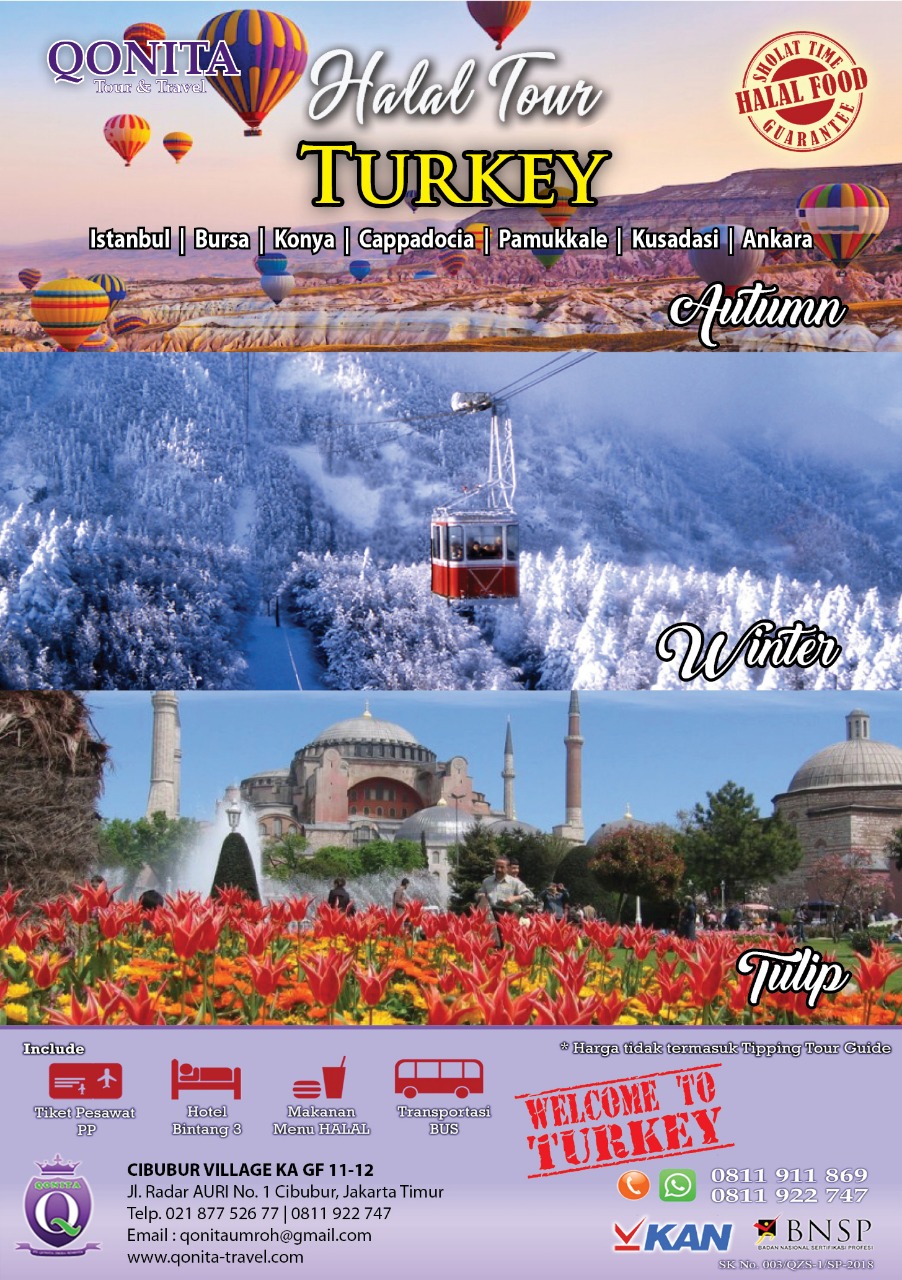 QONITA
Tour & Travel
Halal Tour
TURKEY
SHOLAT TIME
HALAL FOOD
GUARANTEE
Istanbul | Bursa | Konya | Cappadocia | Pamukkale | Kusadasi | Ankara
Autumn
Winter
Tulip
Include
* Harga tidak termasuk Tipping Tour Guide
Tiket Pesawat
PP
Hotel
Bintang 3
Makanan
Menu HALAL
Transportasi
BUS
WELCOME TO
TURKEY
QONITA
Q
CIBUBUR VILLAGE KA GF 11-12
Jl. Radar AURI No. 1 Cibubur, Jakarta Timur
Telp. 021 877 526 77 | 0811 922 747
Email : qonitaumroh@gmail.com
www.qonita-travel.com
0811 911 869
0811 922 747
KAN
BNSP
BADAN NASIONAL SERTIFIKASI PROFESI
SK No. 003/QZS-1/SP-2018